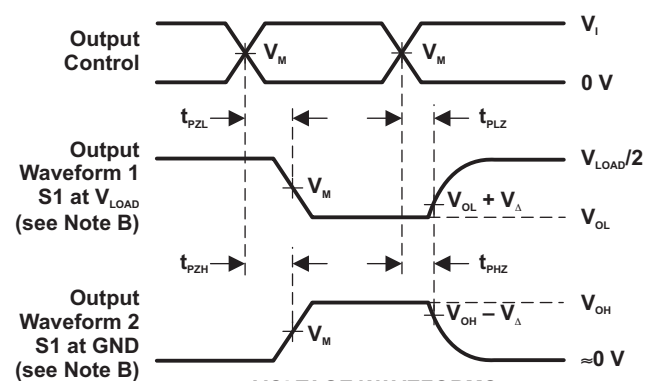 Output
Control
V_M
V_M
V_I
0 V
t_PZL
t_PLZ
Output
Waveform 1
S1 at V_LOAD
(see Note B)
V_M
V_OL + V_Δ
V_LOAD/2
V_OL
t_PZH
t_PHZ
Output
Waveform 2
S1 at GND
(see Note B)
V_M
V_OH – V_Δ
V_OH
≈0 V